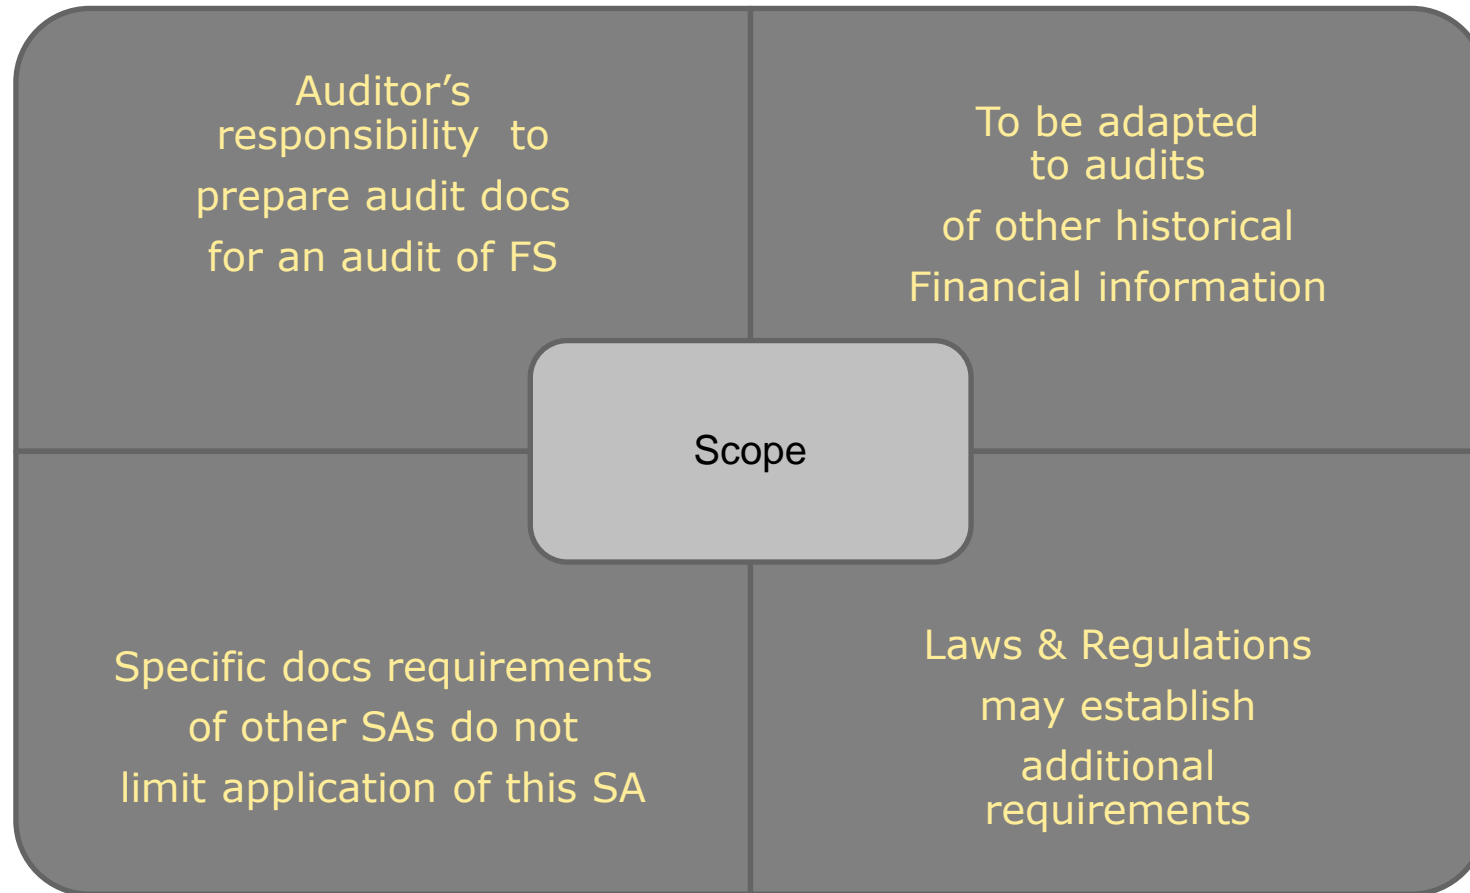 Auditor’s
responsibility  to
prepare audit docs
for an audit of FS
To be adapted
to audits
of other historical
Financial information
Scope
Specific docs requirements
of other SAs do not
limit application of this SA
Laws & Regulations
may establish
additional
requirements